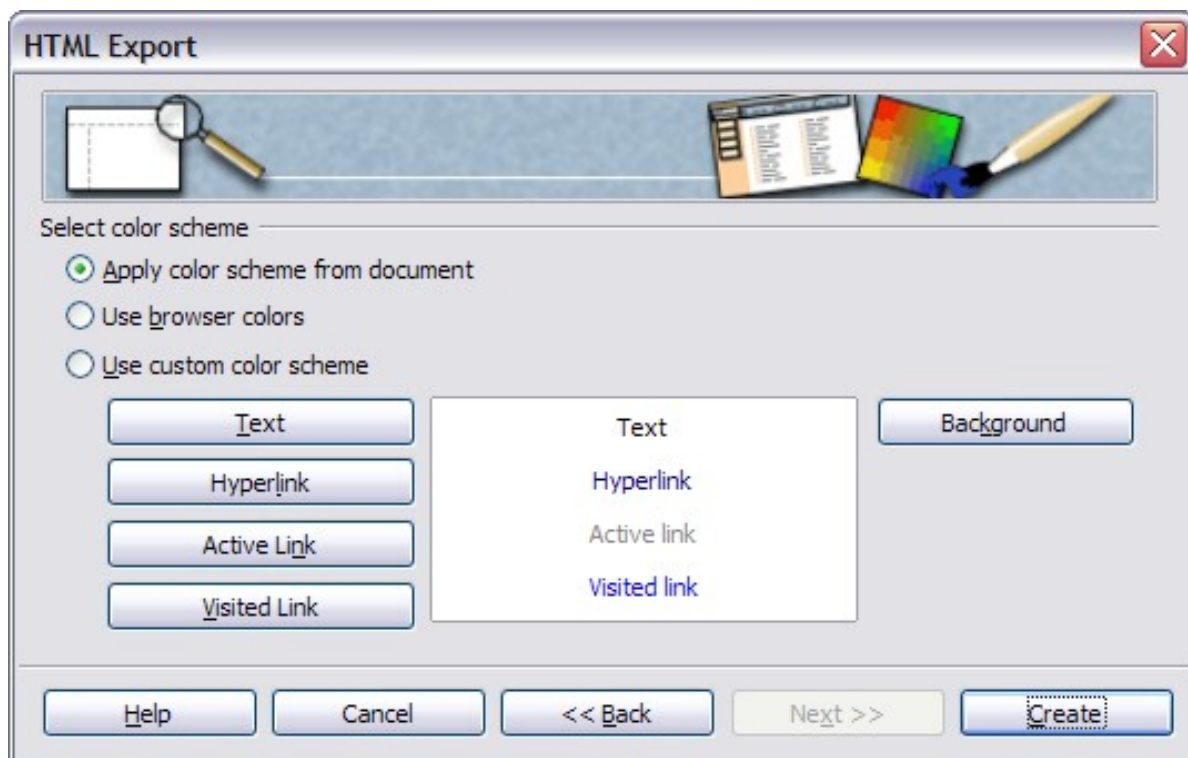 HTML Export
Select color scheme
Apply color scheme from document
Use browser colors
Use custom color scheme
Text
Hyperlink
Active Link
Visited Link
Text
Hyperlink
Active link
Visited link
Background
Help Cancel << Back Next >> Create